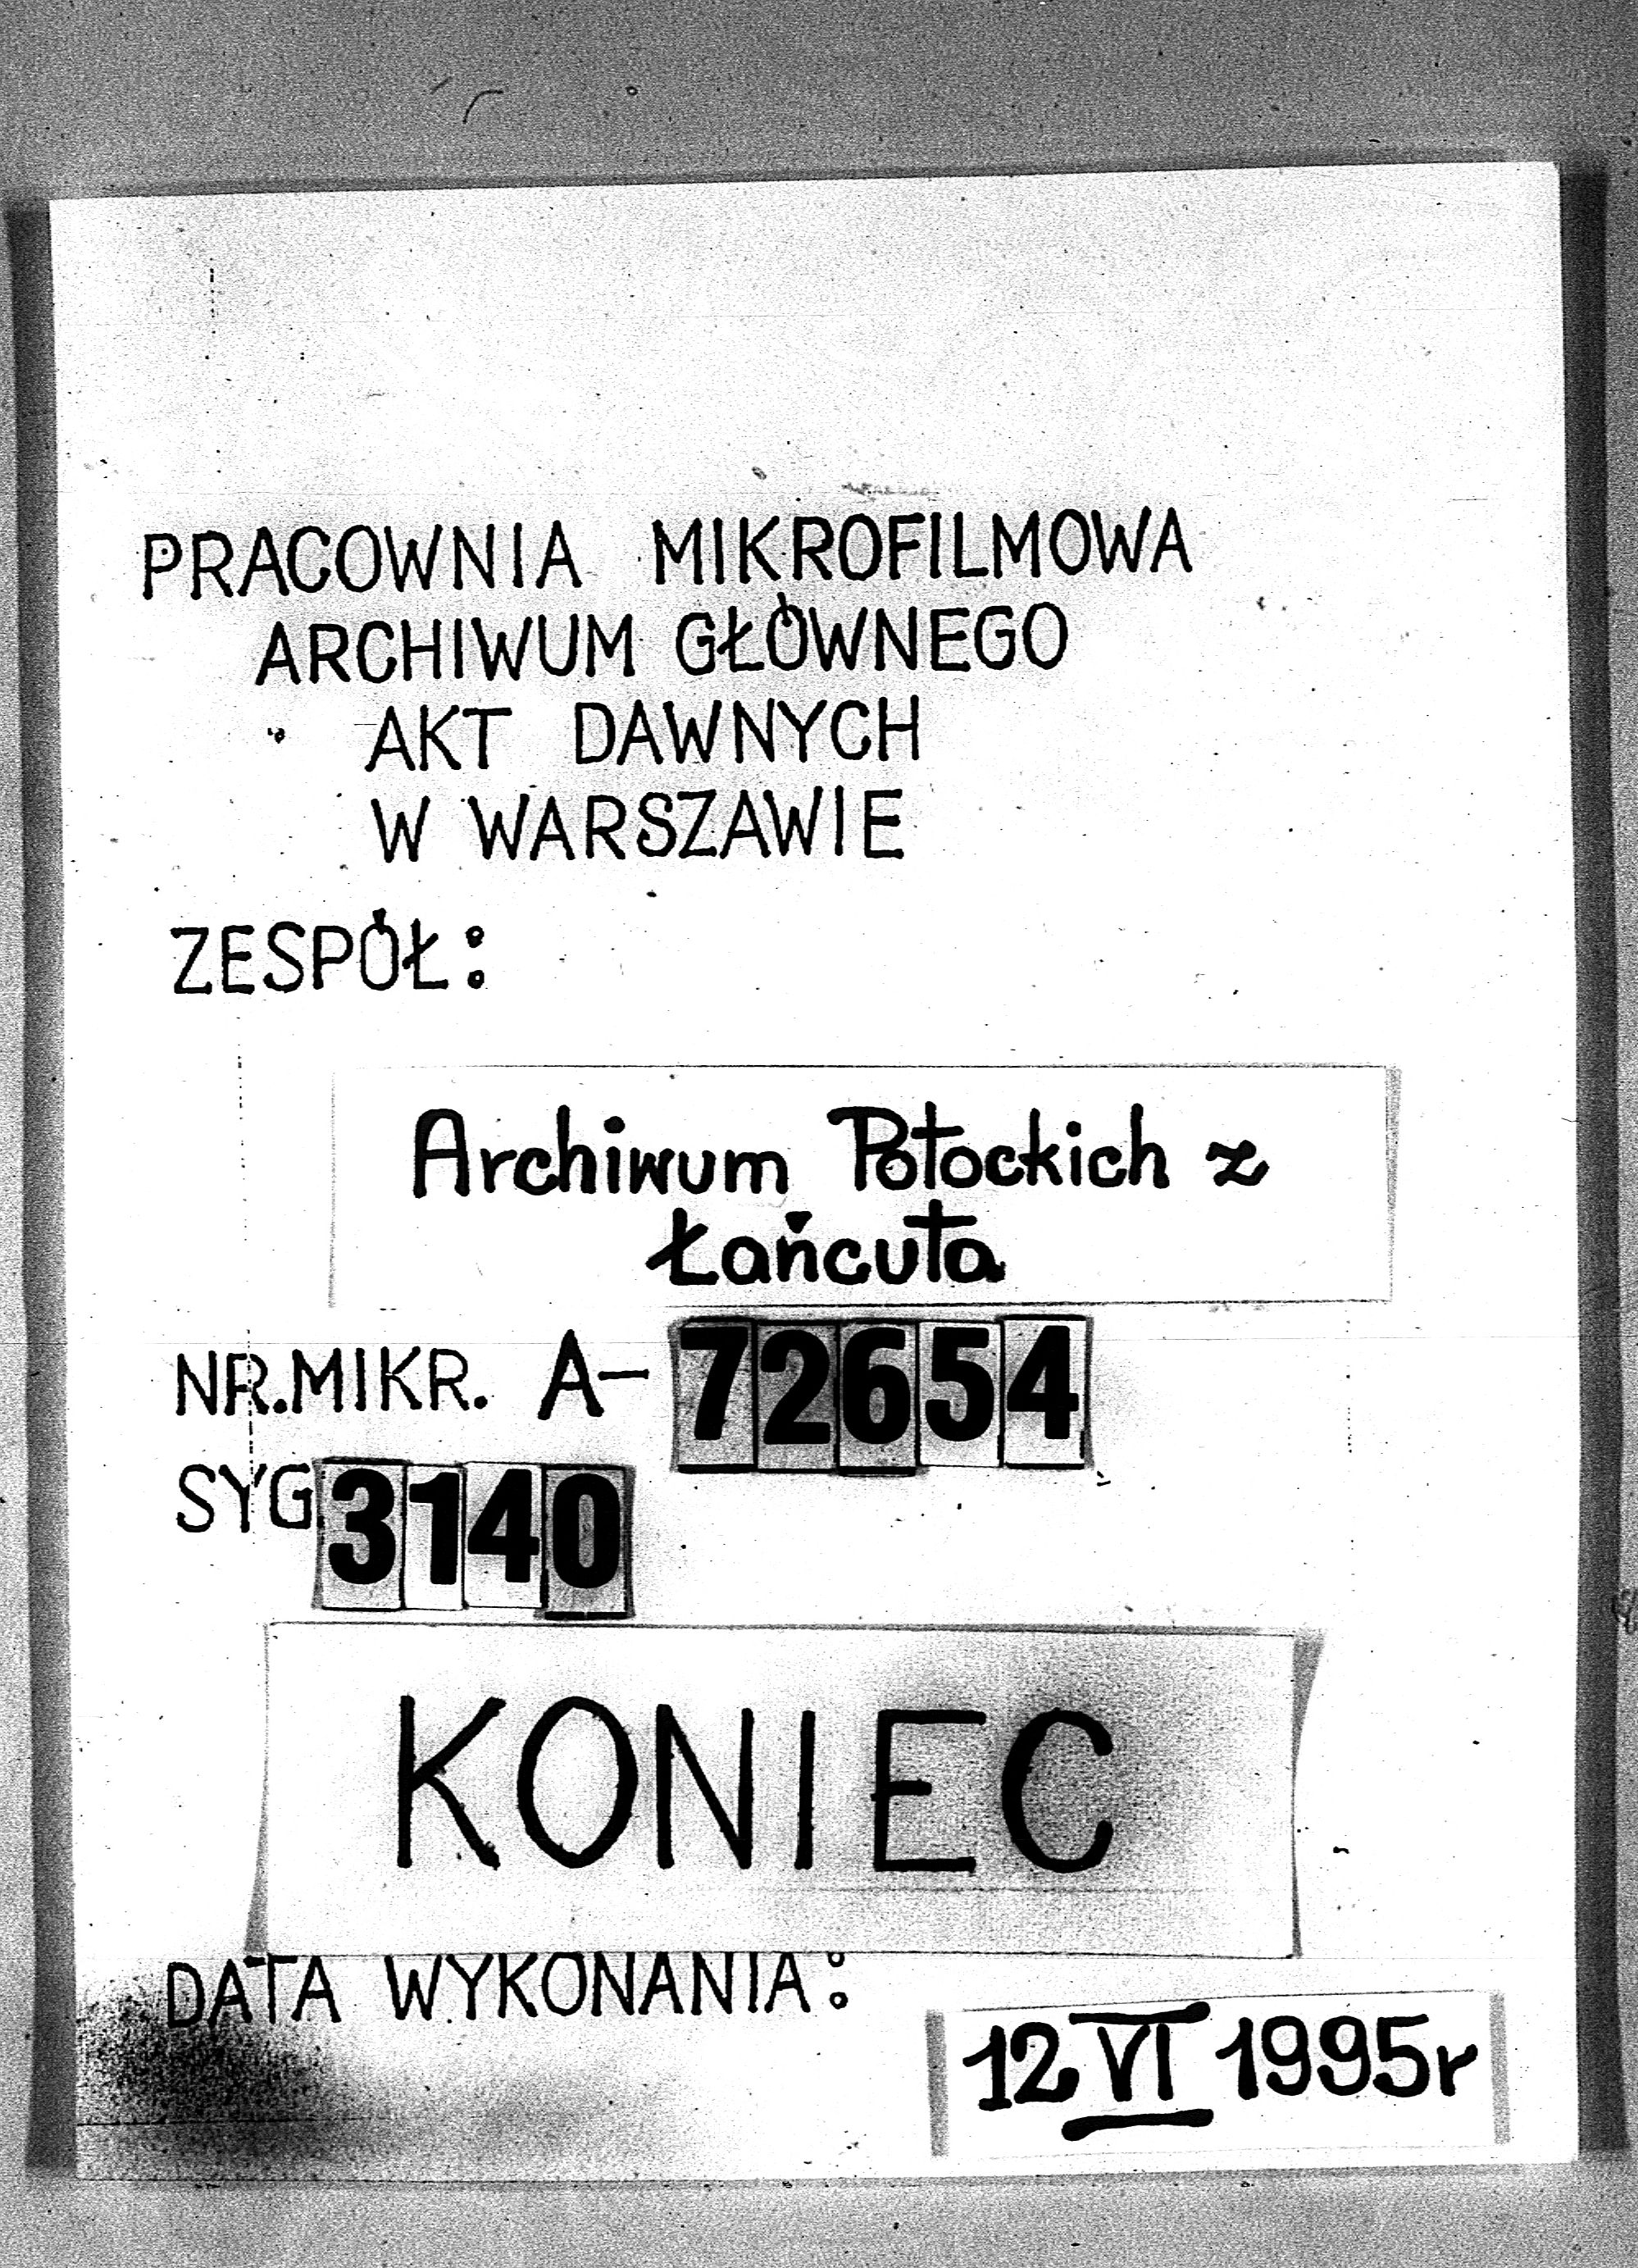 PRACOWNIA MIKROFILMOWA
ARCHIWUM GŁÓWNEGO
AKT DAWNYCH
W WARSZAWIE
ZESPÓŁ:
Archiwum Potockich z
Łańcuta
NR.MIKR. A-72654
SYG 3140
KONIEC
DATA WYKONANIA:
12 VI 1995r